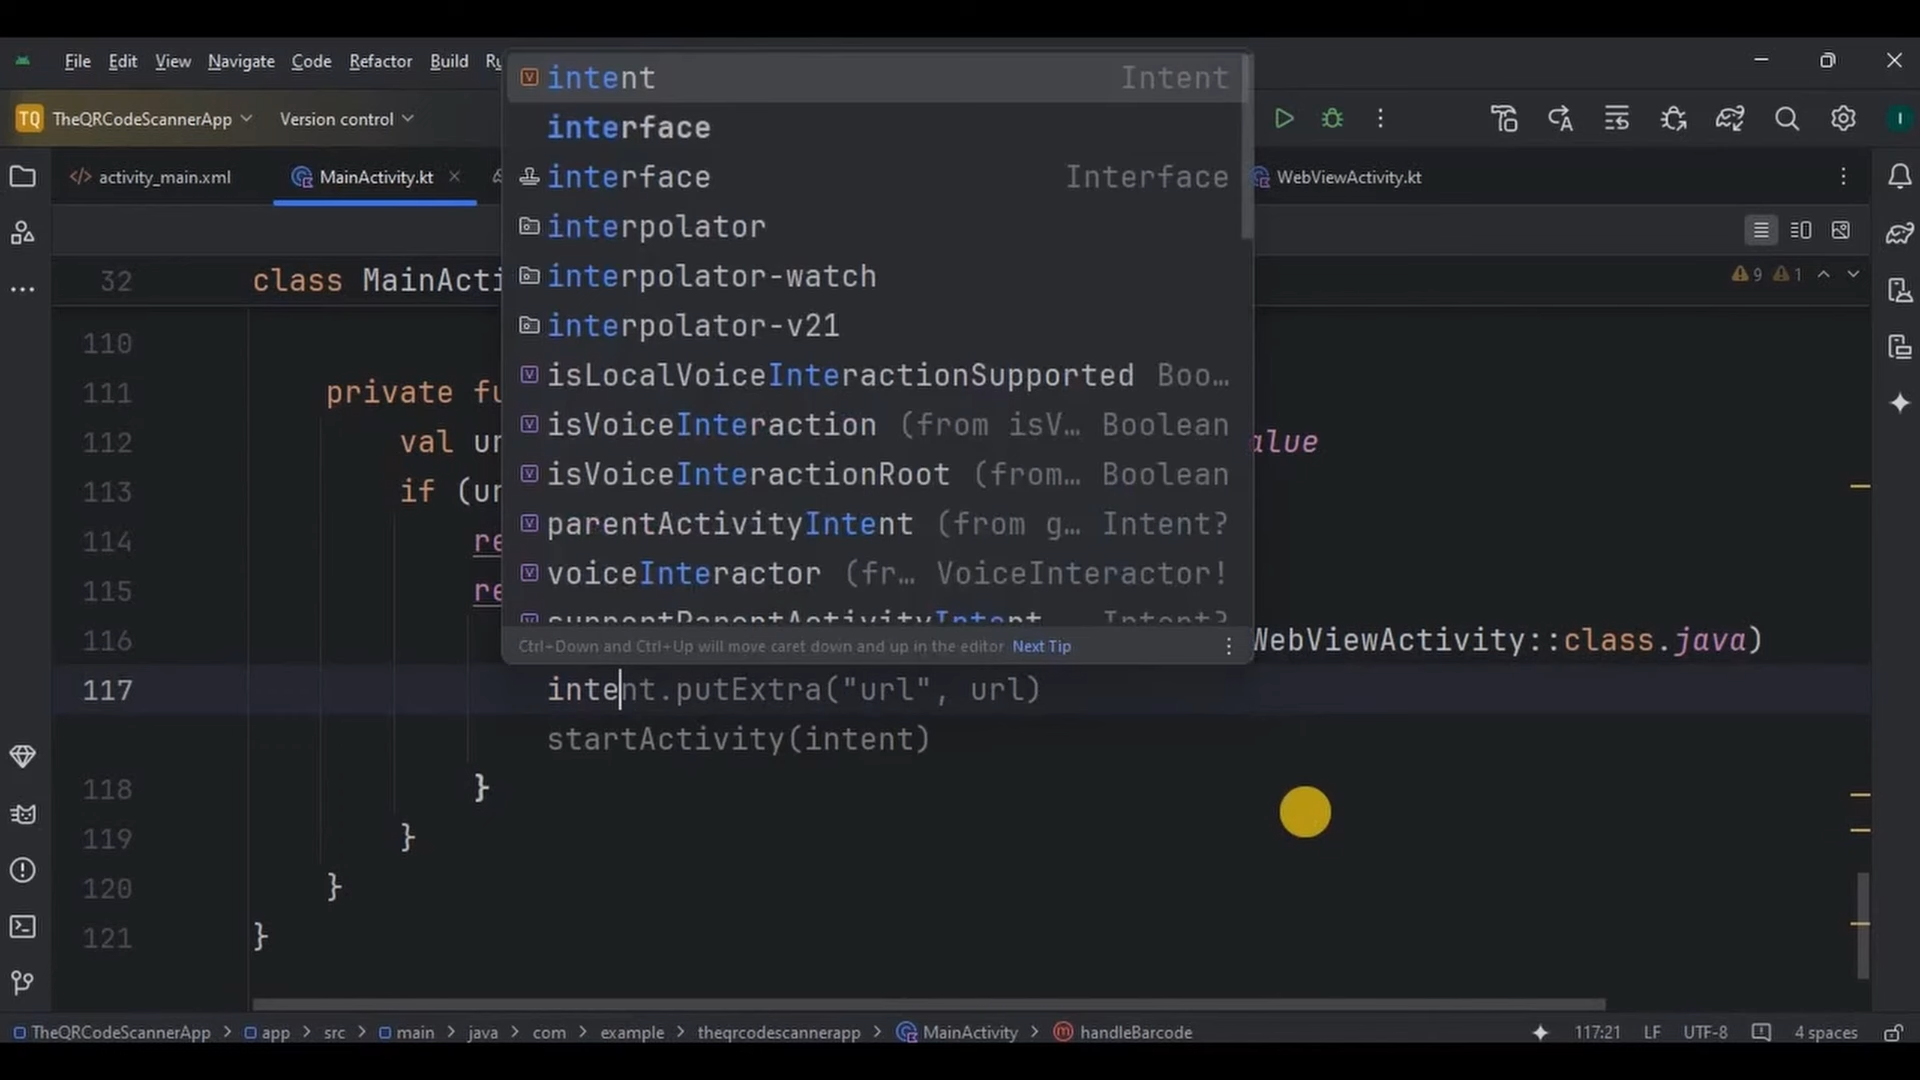 File Edit View Navigate Code Refactor Build
TQ TheQRCodeScannerApp Version control
I
activity_main.xml MainActivity.kt WebViewActivity.kt
intent Intent
interface
interface Interface
interpolator
interpolator-watch
interpolator-v21
isLocalVoiceInteractionSupported Boo…
isVoiceInteraction (from isV… Boolean
isVoiceInteractionRoot (from… Boolean
parentActivityIntent (from g… Intent?
voiceInteractor (fr… VoiceInteractor!
supportParentActivityIntent Intent?
Ctrl+Down and Ctrl+Up will move caret down and up in the editor Next Tip
9 1
32 class MainActi
110
111 private fu
112 val ur alue
113 if (ur
114 re
115 re
116 WebViewActivity::class.java)
117 intent.putExtra("url", url)
startActivity(intent)
118 }
119 }
120 }
121 }
TheQRCodeScannerApp > app > src > main > java > com > example > theqrcodescannerapp > MainActivity > handleBarcode 117:21 LF UTF-8 4 spaces